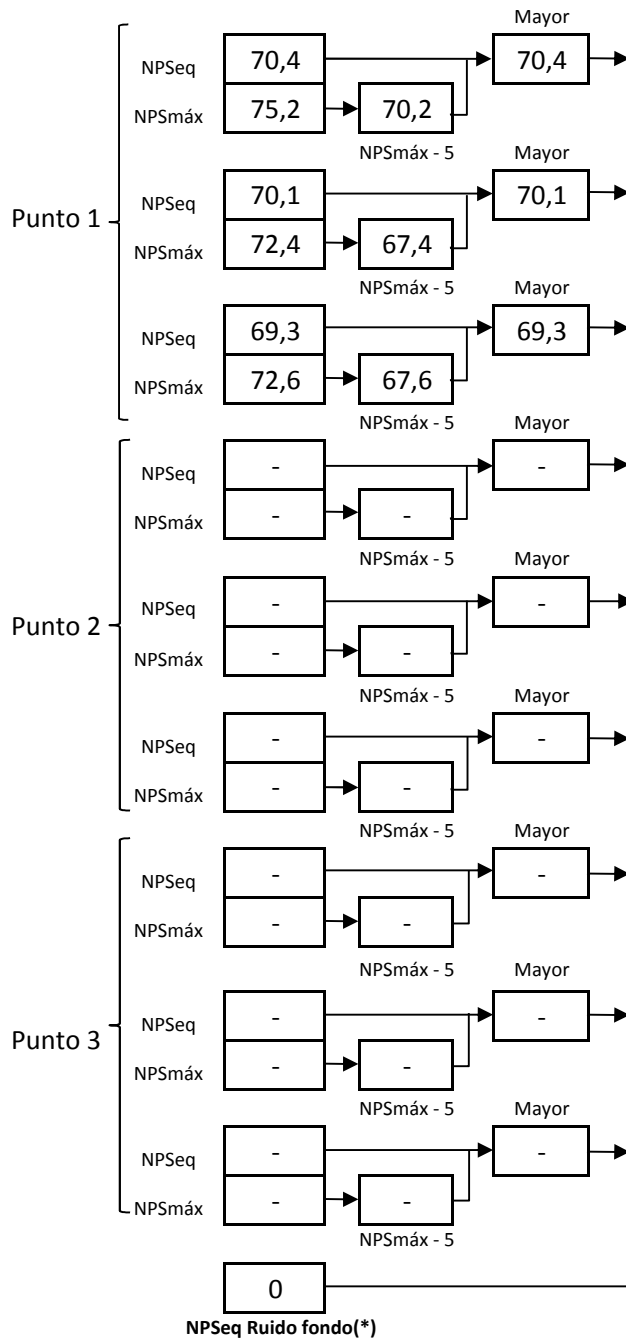 Mayor
NPSeq 70,4 70,4
NPSmáx 75,2 70,2
NPSmáx - 5 Mayor
Punto 1
NPSeq 70,1 70,1
NPSmáx 72,4 67,4
NPSmáx - 5 Mayor
NPSeq 69,3 69,3
NPSmáx 72,6 67,6
NPSmáx - 5 Mayor
NPSeq - -
NPSmáx - -
NPSmáx - 5 Mayor
Punto 2
NPSeq - -
NPSmáx - -
NPSmáx - 5 Mayor
NPSeq - -
NPSmáx - -
NPSmáx - 5 Mayor
NPSeq - -
NPSmáx - -
NPSmáx - 5 Mayor
Punto 3
NPSeq - -
NPSmáx - -
NPSmáx - 5 Mayor
NPSeq - -
NPSmáx - -
NPSmáx - 5
0
NPSeq Ruido fondo(*)